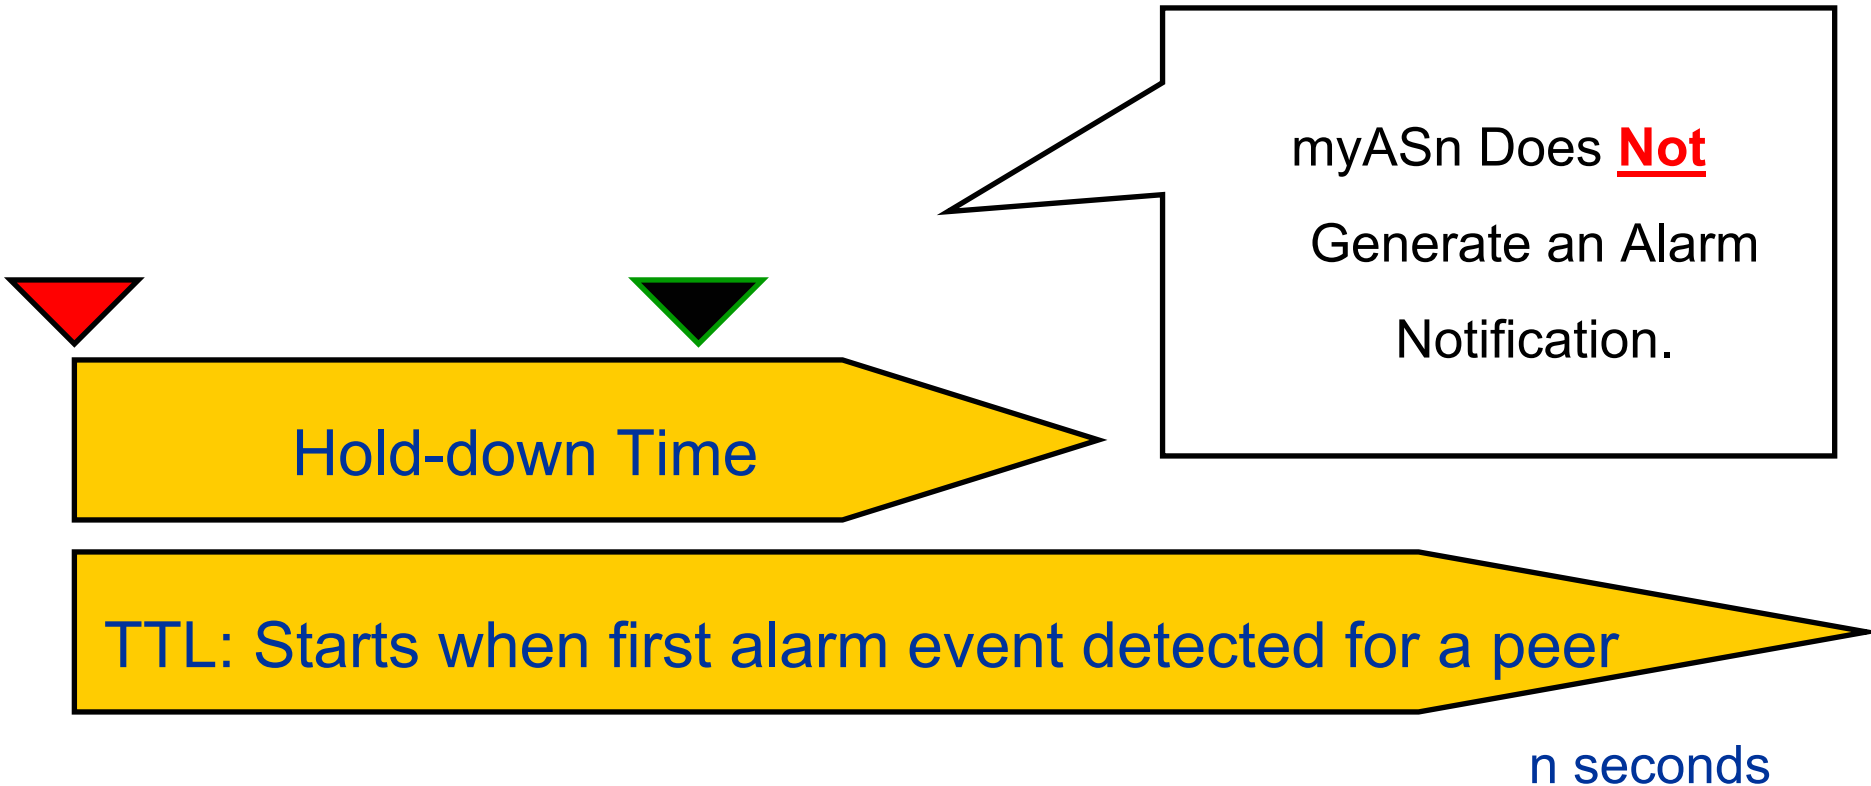 myASn Does Not
Generate an Alarm
Notification.
Hold-down Time
TTL: Starts when first alarm event detected for a peer
n seconds